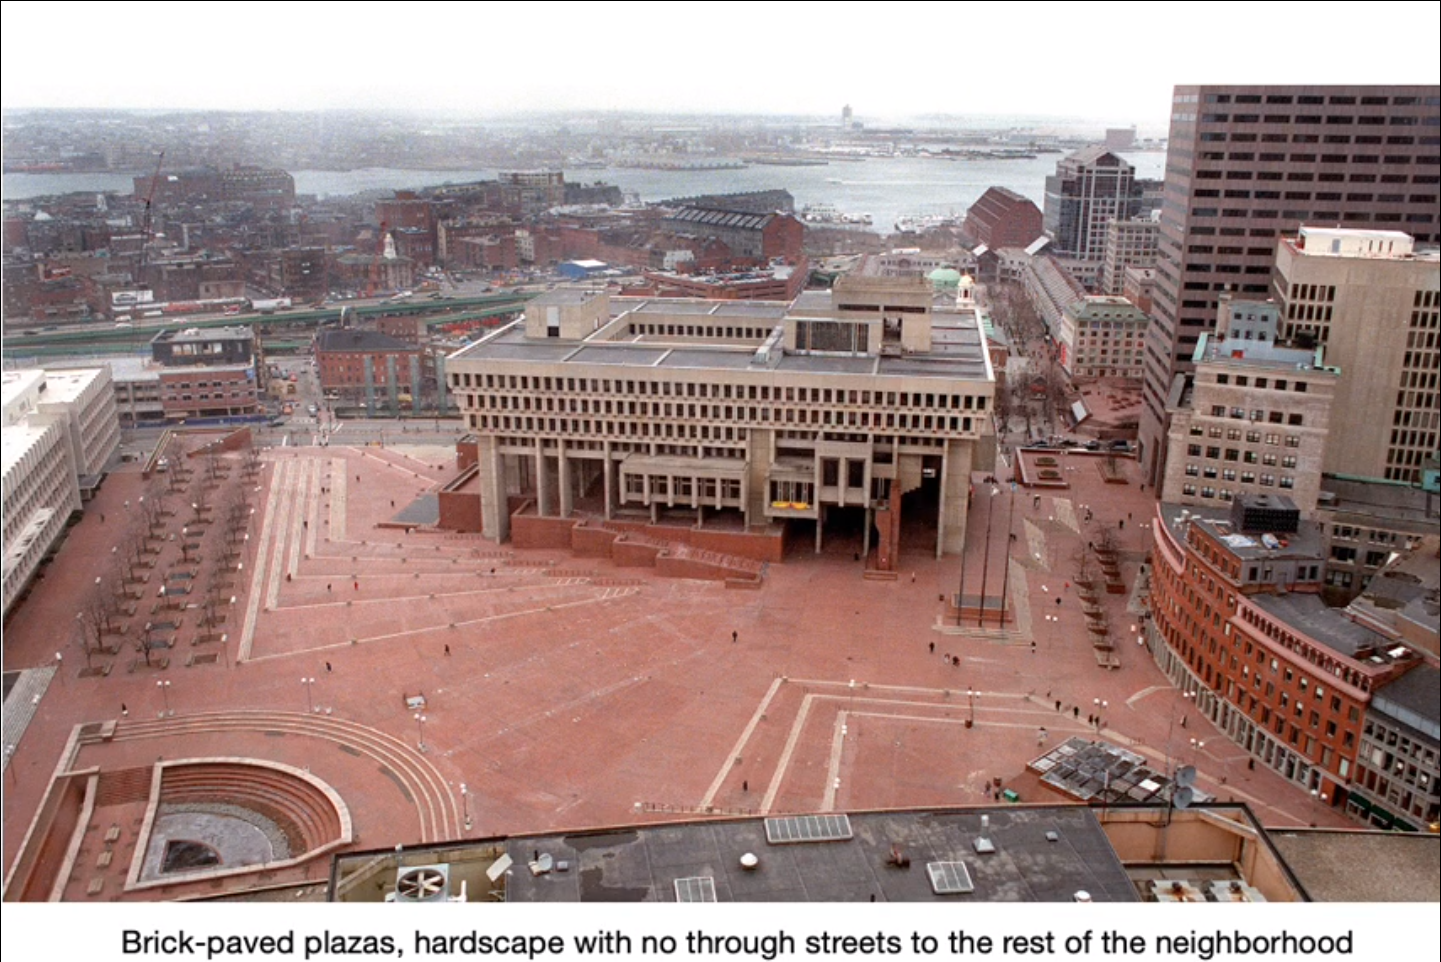 Brick-paved plazas, hardscape with no through streets to the rest of the neighborhood